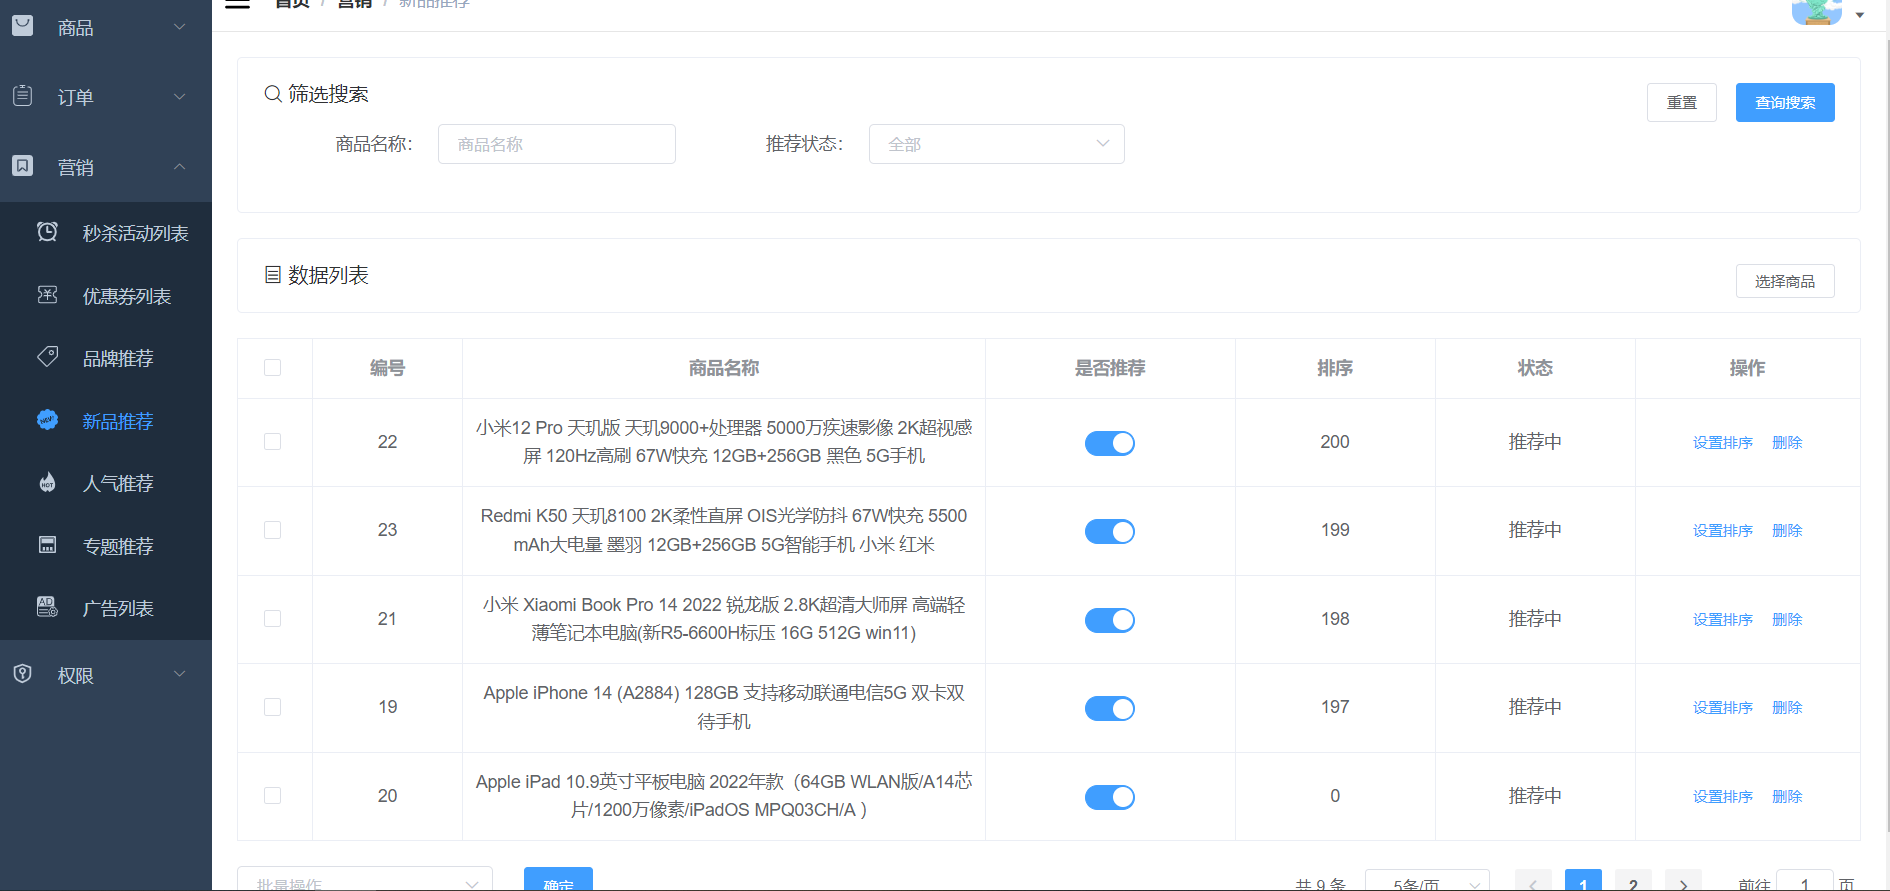 商品
订单
营销
秒杀活动列表
优惠券列表
品牌推荐
新品推荐
人气推荐
专题推荐
广告列表
权限
首页 / 营销 / 新品推荐
筛选搜索
重置 查询搜索
商品名称： 商品名称 推荐状态： 全部
数据列表
选择商品
编号 商品名称 是否推荐 排序 状态 操作
小米12 Pro 天玑版 天玑9000+处理器 5000万疾速影像 2K超视感
22 屏 120Hz高刷 67W快充 12GB+256GB 黑色 5G手机 200 推荐中 设置排序 删除
Redmi K50 天玑8100 2K柔性直屏 OIS光学防抖 67W快充 5500
23 mAh大电量 墨羽 12GB+256GB 5G智能手机 小米 红米 199 推荐中 设置排序 删除
小米 Xiaomi Book Pro 14 2022 锐龙版 2.8K超清大师屏 高端轻
21 薄笔记本电脑(新R5-6600H标压 16G 512G win11) 198 推荐中 设置排序 删除
Apple iPhone 14 (A2884) 128GB 支持移动联通电信5G 双卡双
19 待手机 197 推荐中 设置排序 删除
Apple iPad 10.9英寸平板电脑 2022年款（64GB WLAN版/A14芯
20 片/1200万像素/iPadOS MPQ03CH/A ） 0 推荐中 设置排序 删除
批量操作 确定 共 9 条 5条/页 1 2 前往 1 页